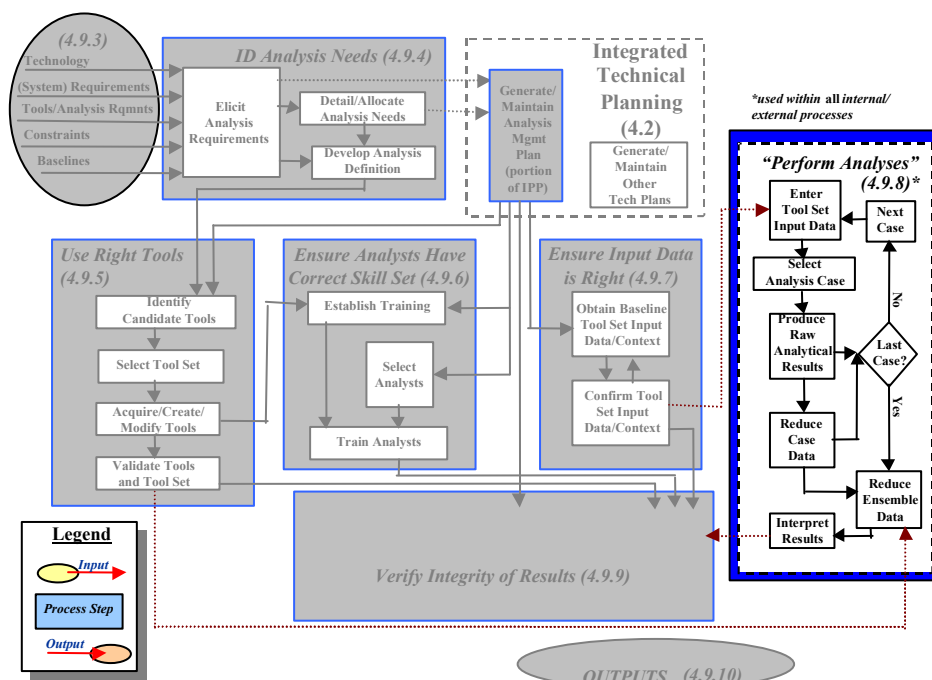 (4.9.3)
Technology
(System) Requirements
Tools/Analysis Rqmnts
Constraints
Baselines
ID Analysis Needs (4.9.4)
Elicit
Analysis
Requirements
Detail/Allocate
Analysis Needs
Develop Analysis
Definition
Generate/
Maintain
Analysis
Mgmt
Plan
(portion
of IPP)
Integrated
Technical
Planning
(4.2)
Generate/
Maintain
Other
Tech Plans
*used within all internal/
external processes
“Perform Analyses”
(4.9.8)*
Enter
Tool Set
Input Data
Next
Case
Select
Analysis Case
No
Produce
Raw
Analytical
Results
Last
Case?
Yes
Reduce
Case
Data
Reduce
Ensemble
Data
Interpret
Results
Use Right Tools
(4.9.5)
Identify
Candidate Tools
Select Tool Set
Acquire/Create/
Modify Tools
Validate Tools
and Tool Set
Ensure Analysts Have
Correct Skill Set (4.9.6)
Establish Training
Select
Analysts
Train Analysts
Ensure Input Data
is Right (4.9.7)
Obtain Baseline
Tool Set Input
Data/Context
Confirm Tool
Set Input
Data/Context
Verify Integrity of Results (4.9.9)
Legend
Input
Process Step
Output
OUTPUTS (4.9.10)